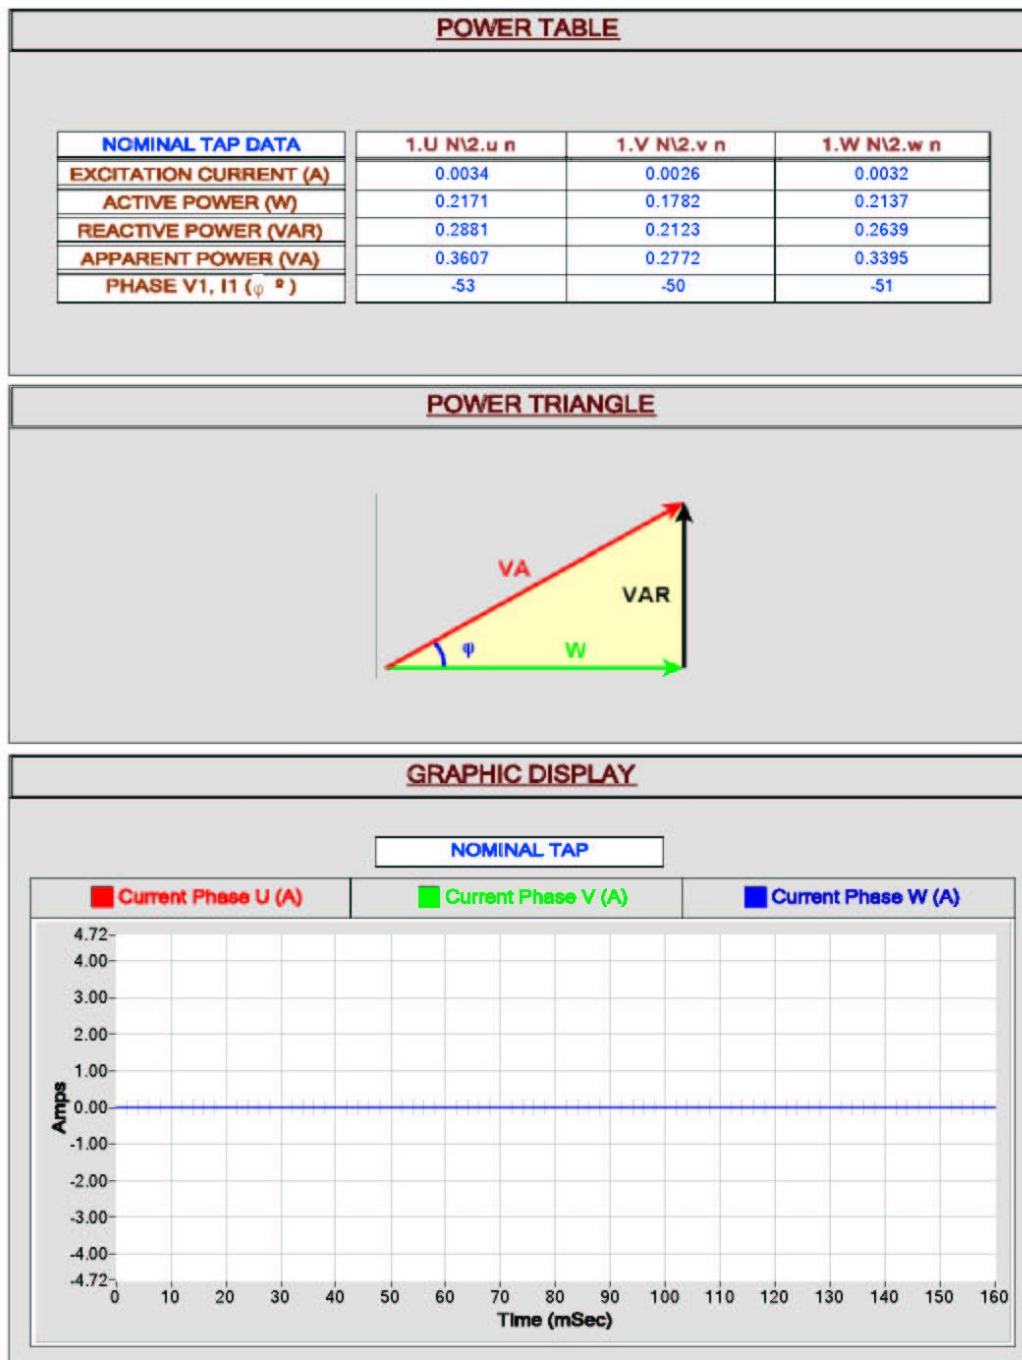 POWER TABLE
NOMINAL TAP DATA 1.U N\2.u n 1.V N\2.v n 1.W N\2.w n
EXCITATION CURRENT (A) 0.0034 0.0026 0.0032
ACTIVE POWER (W) 0.2171 0.1782 0.2137
REACTIVE POWER (VAR) 0.2881 0.2123 0.2639
APPARENT POWER (VA) 0.3607 0.2772 0.3395
PHASE V1, I1 (φ º ) -53 -50 -51
POWER TRIANGLE
VA
VAR
φ
W
GRAPHIC DISPLAY
NOMINAL TAP
Current Phase U (A) Current Phase V (A) Current Phase W (A)
4.72
4.00
3.00
2.00
1.00
0.00
-1.00
-2.00
-3.00
-4.00
-4.72
Amps
0 10 20 30 40 50 60 70 80 90 100 110 120 130 140 150 160
Time (mSec)